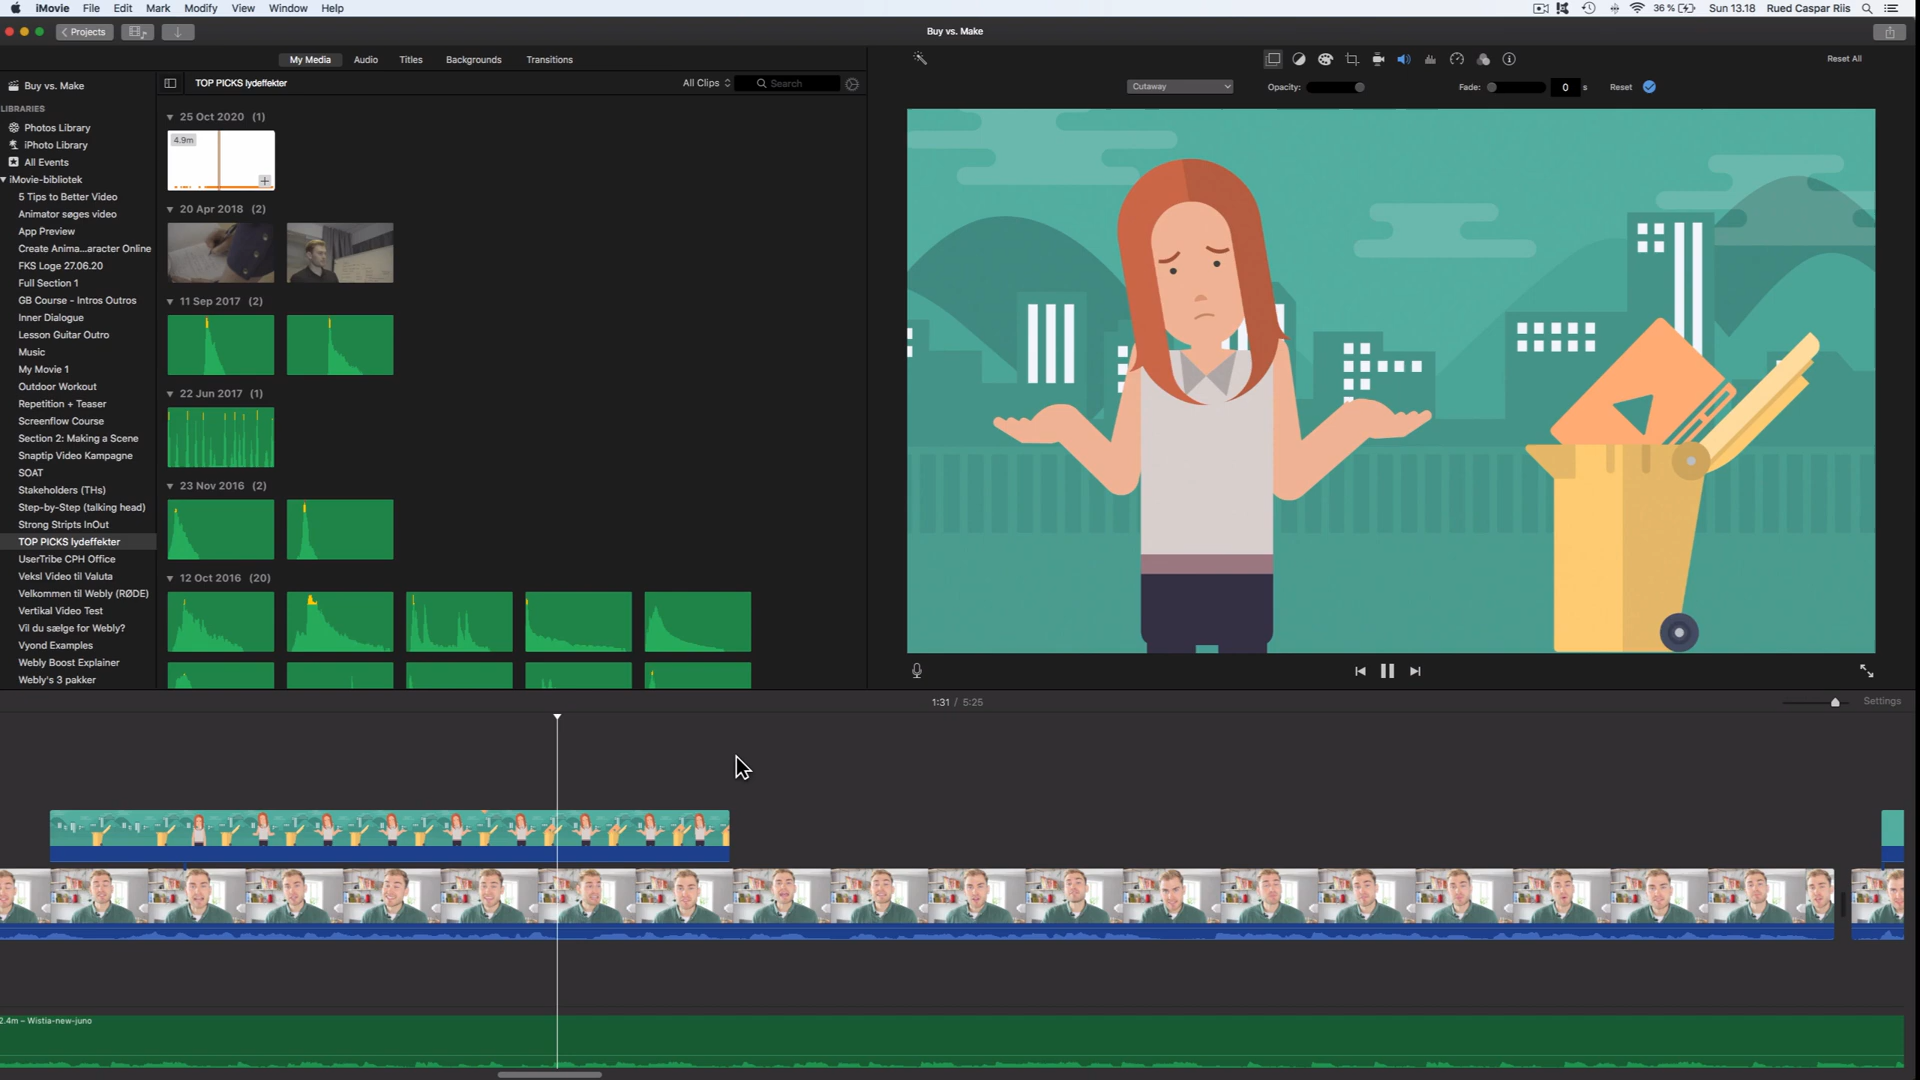 iMovie File Edit Mark Modify View Window Help
36 % Sun 13.18 Rued Caspar Riis
Projects
Buy vs. Make
My Media Audio Titles Backgrounds Transitions
Reset All
Buy vs. Make
TOP PICKS lydeffekter
All Clips
Search
Cutaway
Opacity:
Fade: 0 s
Reset
LIBRARIES
Photos Library
iPhoto Library
All Events
iMovie-bibliotek
5 Tips to Better Video
Animator søges video
App Preview
Create Anima...aracter Online
FKS Loge 27.06.20
Full Section 1
GB Course - Intros Outros
Inner Dialogue
Lesson Guitar Outro
Music
My Movie 1
Outdoor Workout
Repetition + Teaser
Screenflow Course
Section 2: Making a Scene
Snaptip Video Kampagne
SOAT
Stakeholders (THs)
Step-by-Step (talking head)
Strong Stripts InOut
TOP PICKS lydeffekter
UserTribe CPH Office
Veksl Video til Valuta
Velkommen til Webly (RØDE)
Vertikal Video Test
Vil du sælge for Webly?
Vyond Examples
Webly Boost Explainer
Webly's 3 pakker
25 Oct 2020 (1)
4.9m
20 Apr 2018 (2)
11 Sep 2017 (2)
22 Jun 2017 (1)
23 Nov 2016 (2)
12 Oct 2016 (20)
1:31 / 5:25
Settings
2.4m – Wistia-new-juno